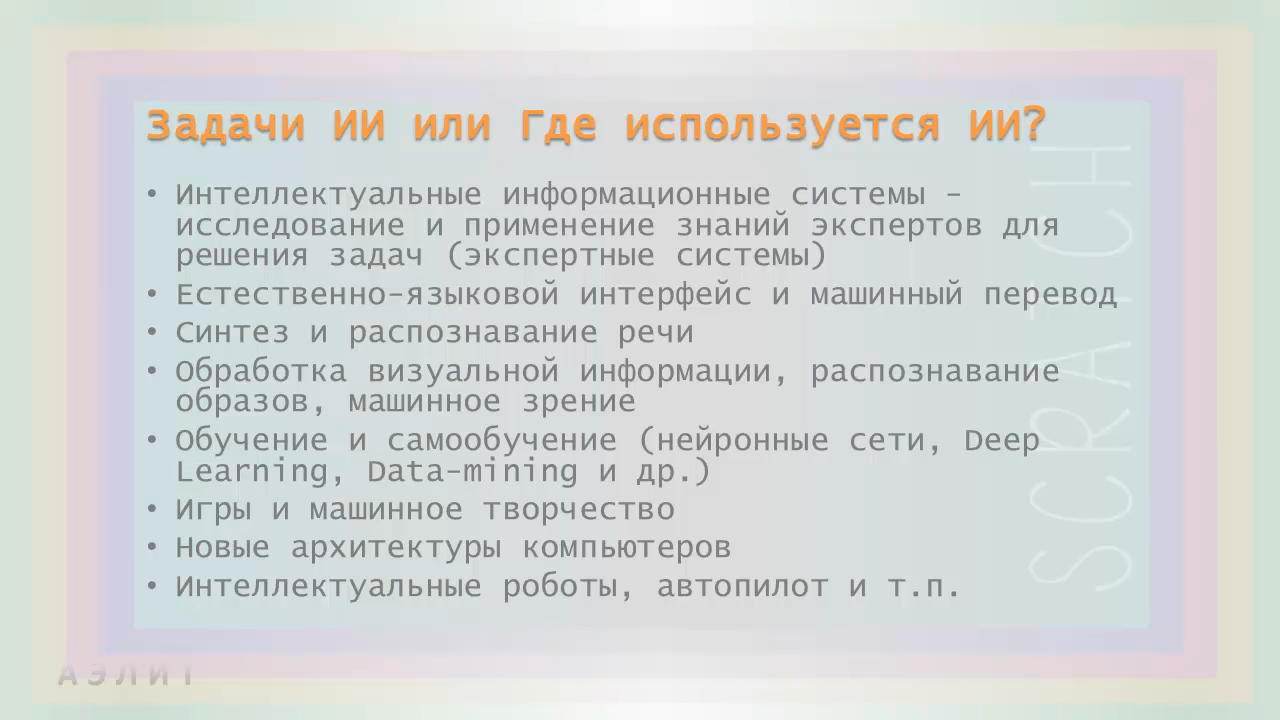 Задачи ИИ или Где используется ИИ?
• Интеллектуальные информационные системы -
исследование и применение знаний экспертов для
решения задач (экспертные системы)
• Естественно-языковой интерфейс и машинный перевод
• Синтез и распознавание речи
• Обработка визуальной информации, распознавание
образов, машинное зрение
• Обучение и самообучение (нейронные сети, Deep
Learning, Data-mining и др.)
• Игры и машинное творчество
• Новые архитектуры компьютеров
• Интеллектуальные роботы, автопилот и т.п.
SCRATCH
АЭЛИТ